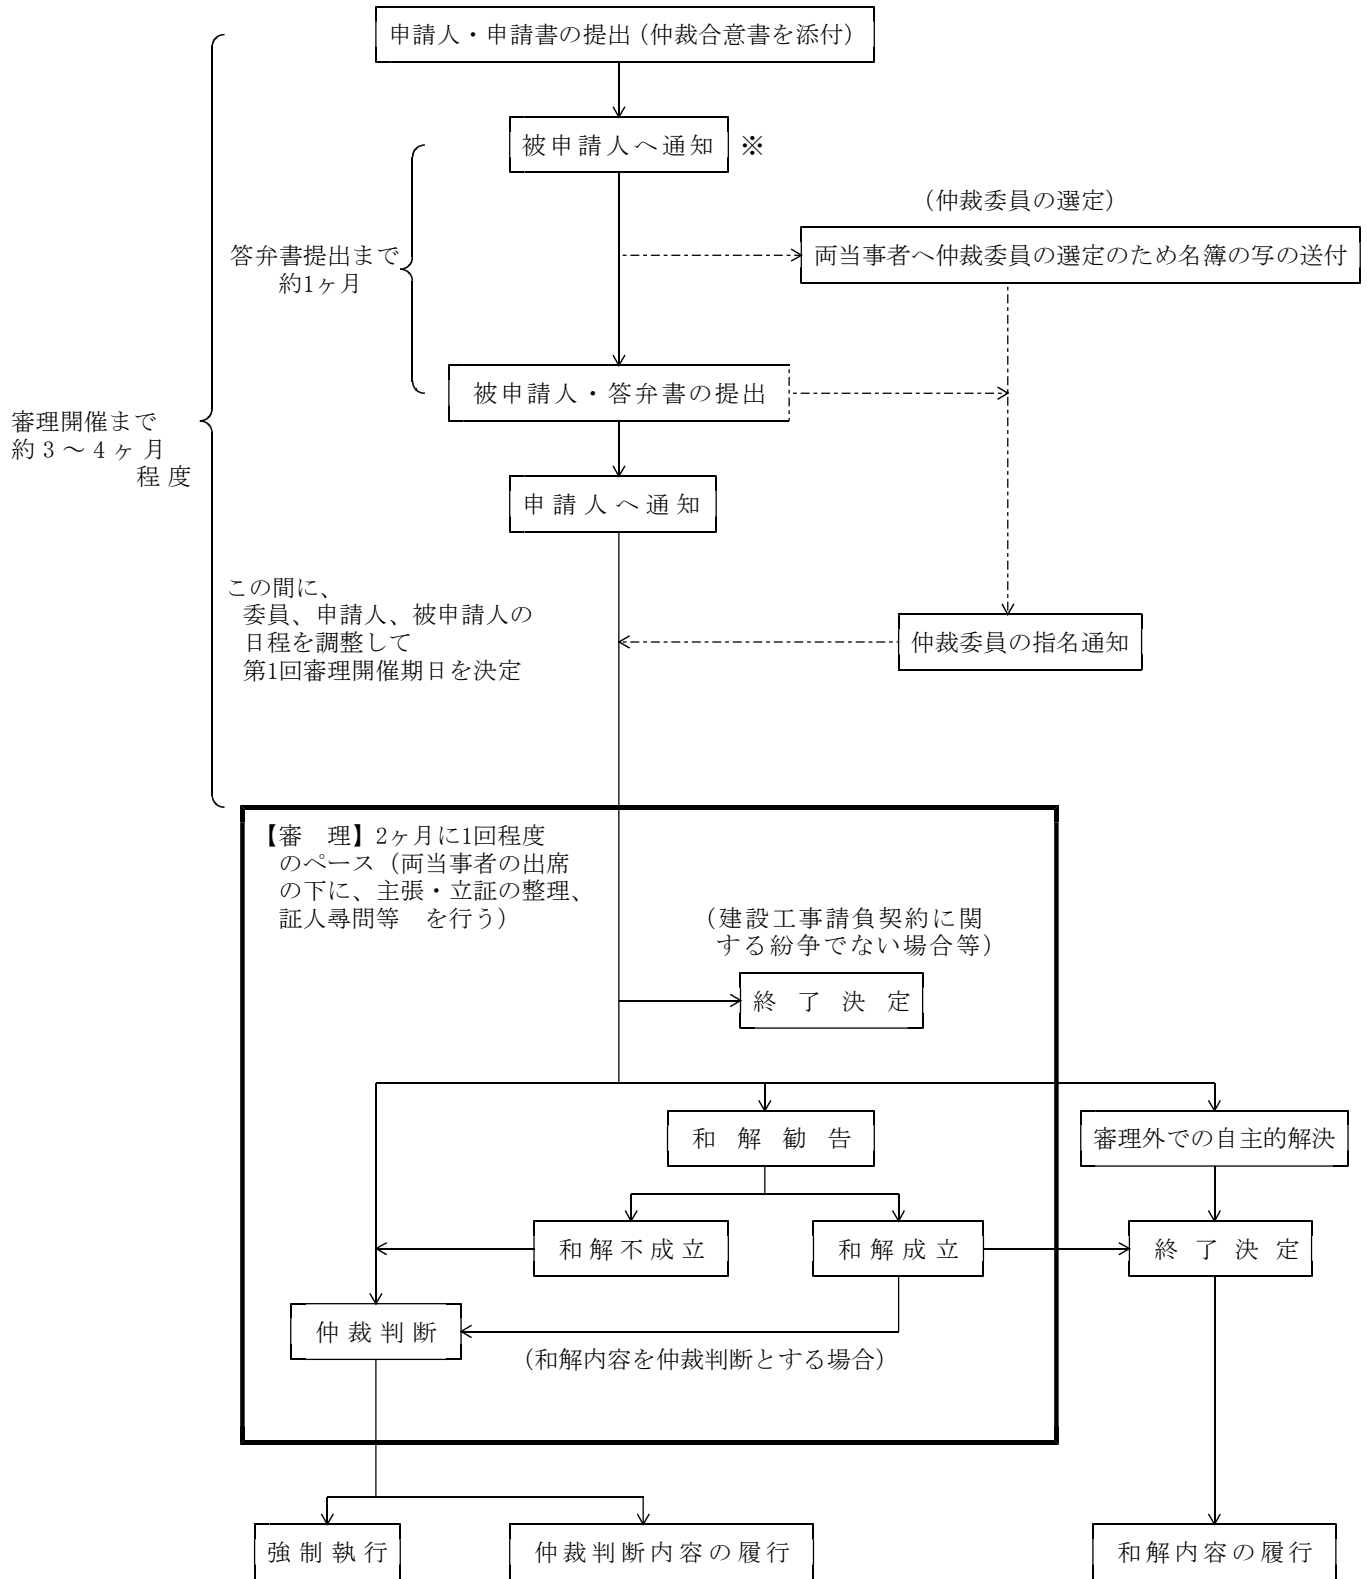 申請人・申請書の提出（仲裁合意書を添付）
被申請人へ通知 ※
（仲裁委員の選定）
両当事者へ仲裁委員の選定のため名簿の写の送付
答弁書提出まで
約1ヶ月
被申請人・答弁書の提出
審理開催まで
約３～４ヶ月
程度
申請人へ通知
この間に、
委員、申請人、被申請人の
日程を調整して
第1回審理開催期日を決定
仲裁委員の指名通知
【審　理】2ヶ月に1回程度
のペース（両当事者の出席
の下に、主張・立証の整理、
証人尋問等　を行う）
（建設工事請負契約に関
する紛争でない場合等）
終了決定
和解勧告
審理外での自主的解決
和解不成立
和解成立
終了決定
仲裁判断
（和解内容を仲裁判断とする場合）
強制執行
仲裁判断内容の履行
和解内容の履行